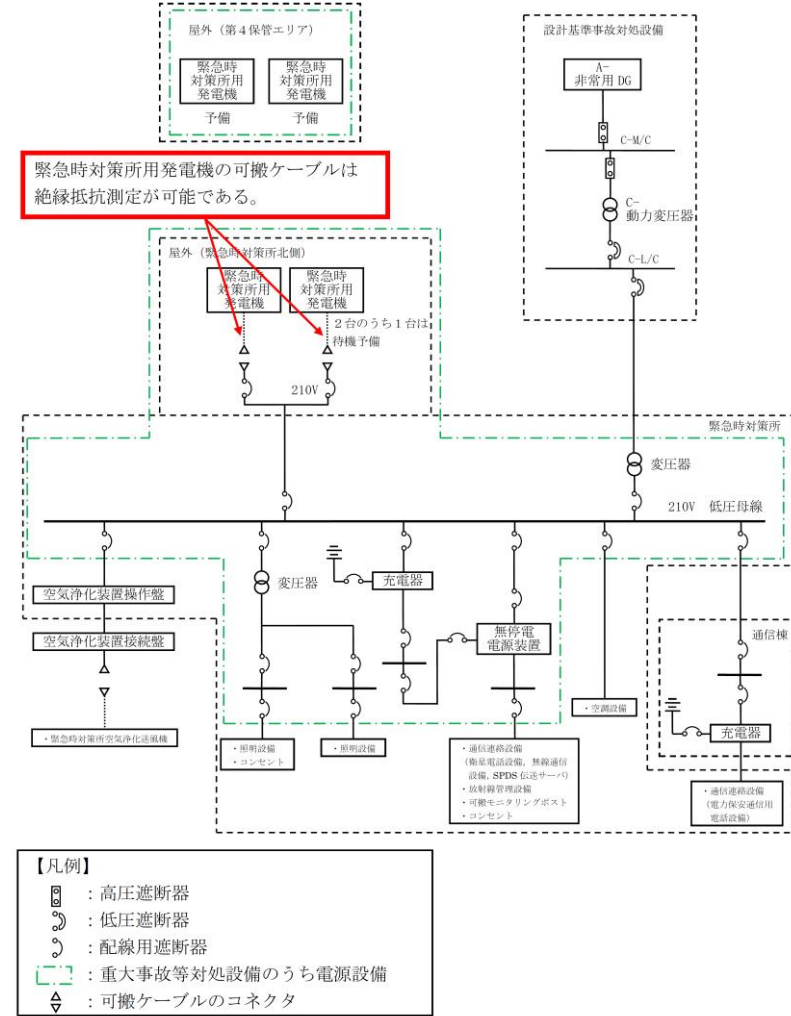 屋外（第４保管エリア）
緊急時
対策所用
発電機
緊急時
対策所用
発電機
予備
予備
設計基準事故対処設備
A-
非常用 DG
C-M/C
C-
動力変圧器
C-L/C
緊急時対策所用発電機の可搬ケーブルは
絶縁抵抗測定が可能である。
屋外（緊急時対策所北側）
緊急時
対策所用
発電機
緊急時
対策所用
発電機
２台のうち１台は
待機予備
210V
緊急時対策所
変圧器
210V 低圧母線
空気浄化装置操作盤
空気浄化装置接続盤
・緊急時対策所空気浄化送風機
変圧器
充電器
無停電
電源装置
・照明設備
・コンセント
・照明設備
・通信連絡設備
（衛星電話設備，無線通信
設備，SPDS 伝送サーバ）
・放射線管理設備
・可搬モニタリングポスト
・コンセント
・空調設備
通信棟
充電器
・通信連絡設備
（電力保安通信用
電話設備）
【凡例】
：高圧遮断器
：低圧遮断器
：配線用遮断器
：重大事故等対処設備のうち電源設備
：可搬ケーブルのコネクタ